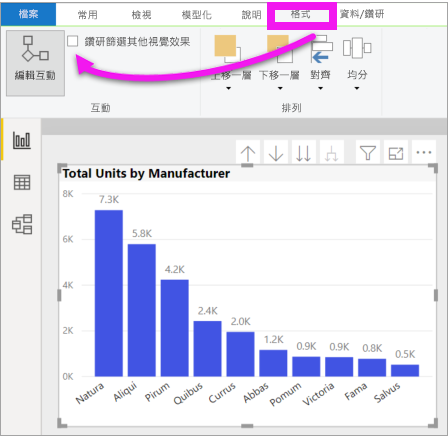 檔案 常用 檢視 模型化 說明 格式 資料/鑽研
鑽研篩選其他視覺效果
編輯互動 上移一層 下移一層 對齊 均分
互動 排列
Total Units by Manufacturer
8K
7.3K
6K
5.8K
4K
4.2K
2K
2.4K
2.0K
1.2K
0.9K
0.9K
0.8K
0.5K
0K
Natura Aliqui Pirum Quibus Currus Abbas Pomum Victoria Fama Salvus